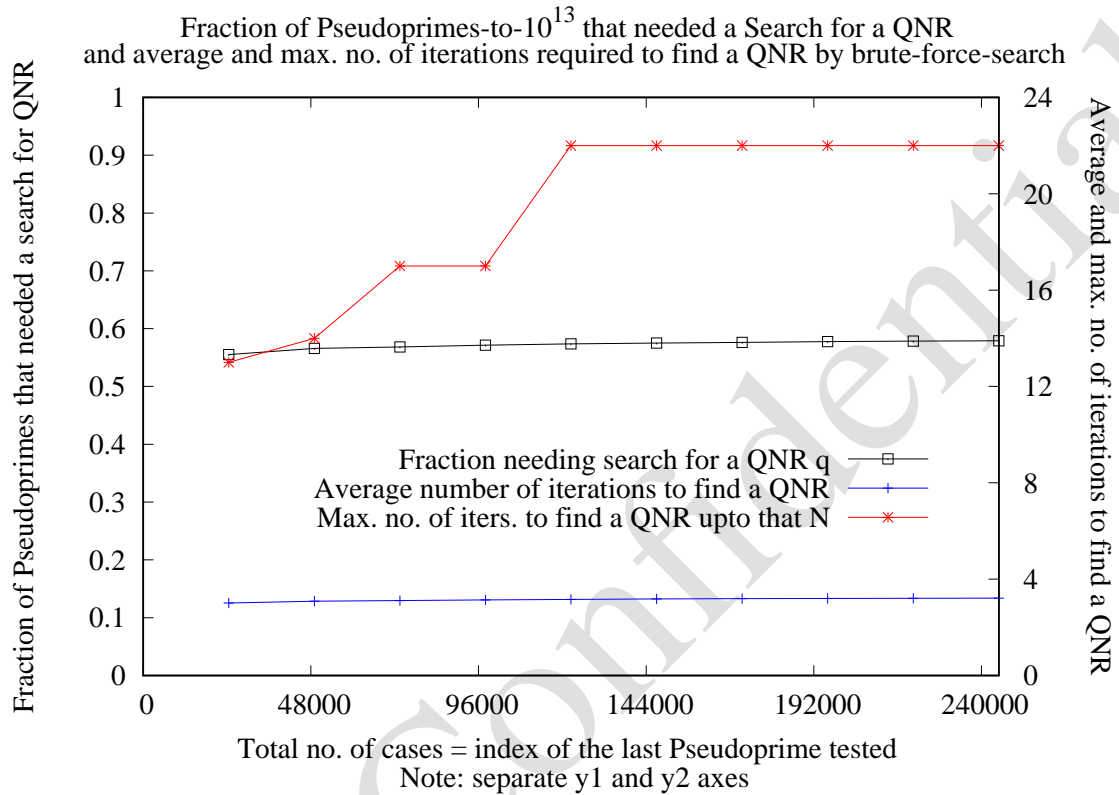 Fraction of Pseudoprimes-to-10^13 that needed a Search for a QNR
and average and max. no. of iterations required to find a QNR by brute-force-search
Fraction of Pseudoprimes that needed a search for QNR
1
0.9
0.8
0.7
0.6
0.5
0.4
0.3
0.2
0.1
0
24
20
16
12
8
4
0
Average and max. no. of iterations to find a QNR
Fraction needing search for a QNR q
Average number of iterations to find a QNR
Max. no. of iters. to find a QNR upto that N
0 48000 96000 144000 192000 240000
Total no. of cases = index of the last Pseudoprime tested
Note: separate y1 and y2 axes
Confidential